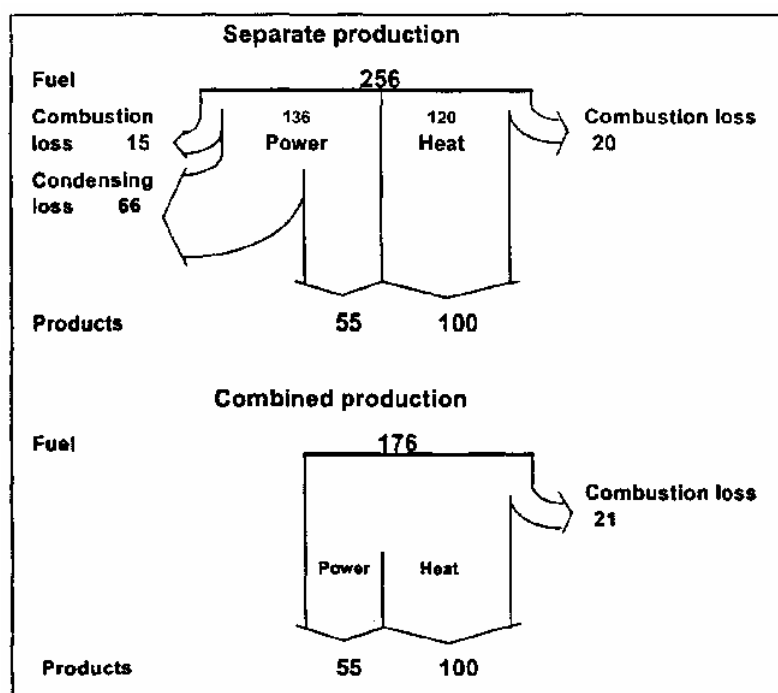 Separate production
Fuel 256
Combustion loss 15
136 Power
120 Heat
Combustion loss 20
Condensing loss 66
Products 55 100
Combined production
Fuel 176
Combustion loss 21
Power Heat
Products 55 100